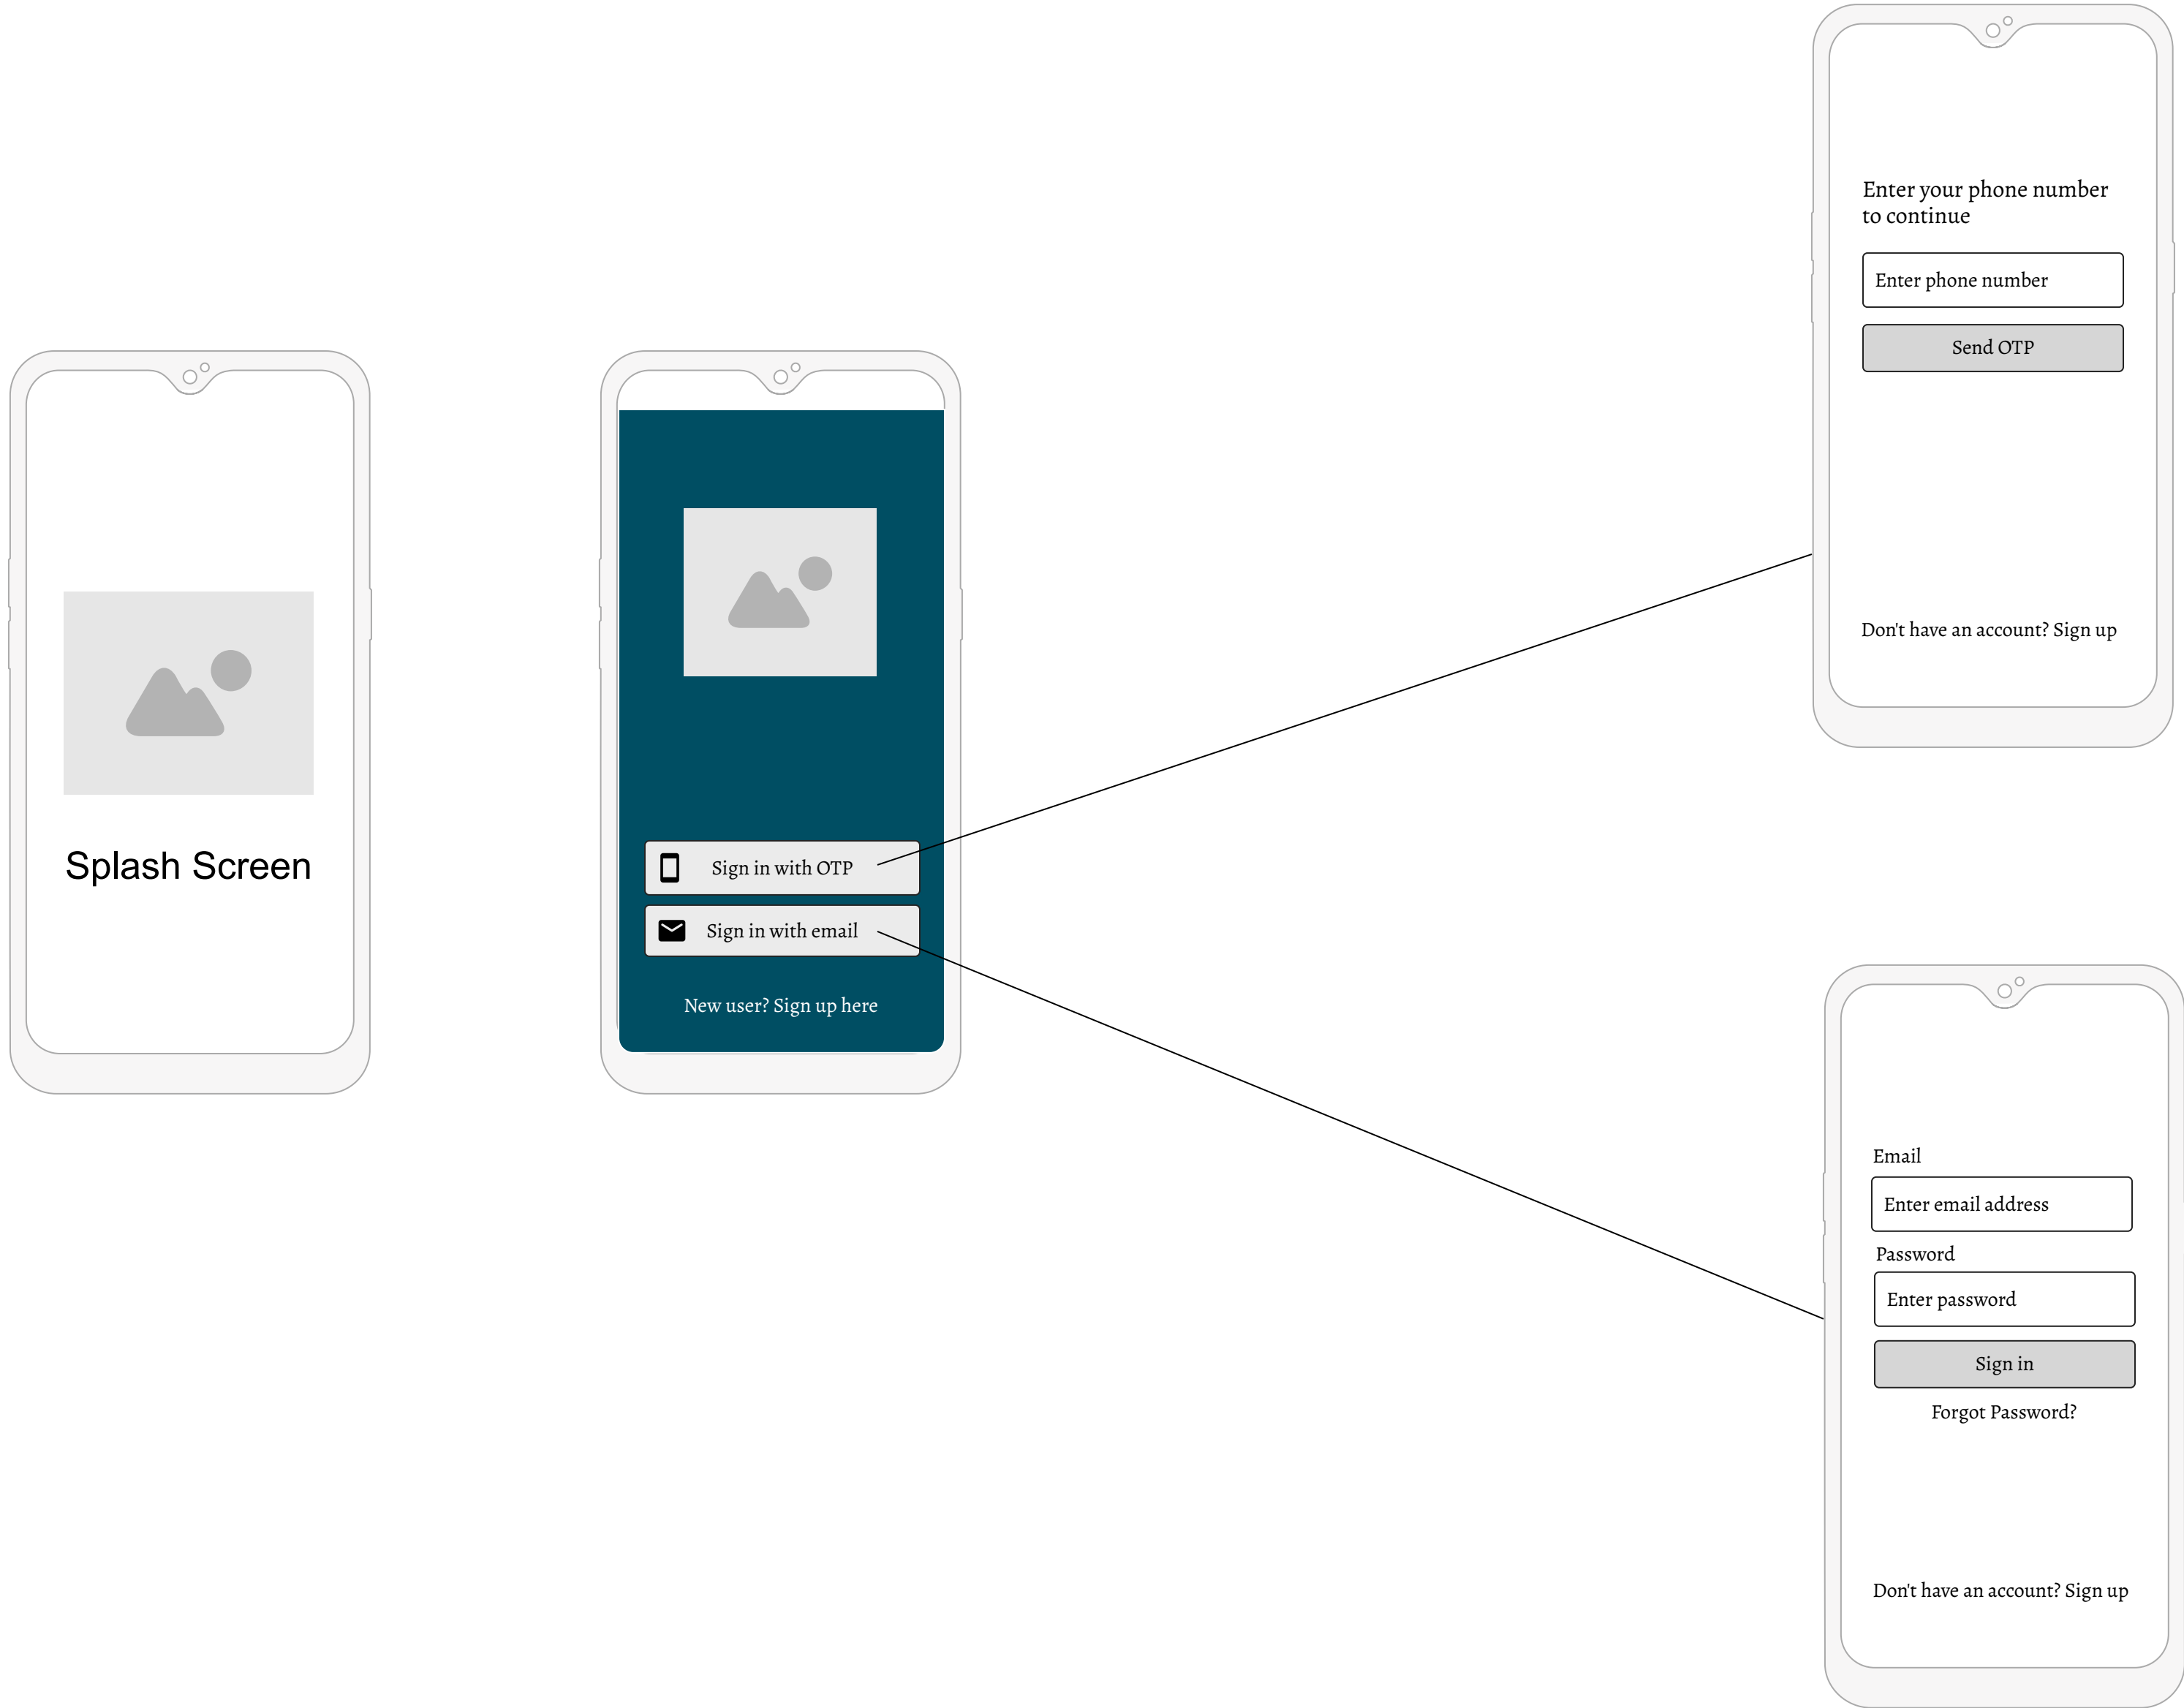 Splash Screen
Sign in with OTP
Sign in with email
New user? Sign up here
Enter your phone number
to continue
Enter phone number
Send OTP
Don't have an account? Sign up
Email
Enter email address
Password
Enter password
Sign in
Forgot Password?
Don't have an account? Sign up